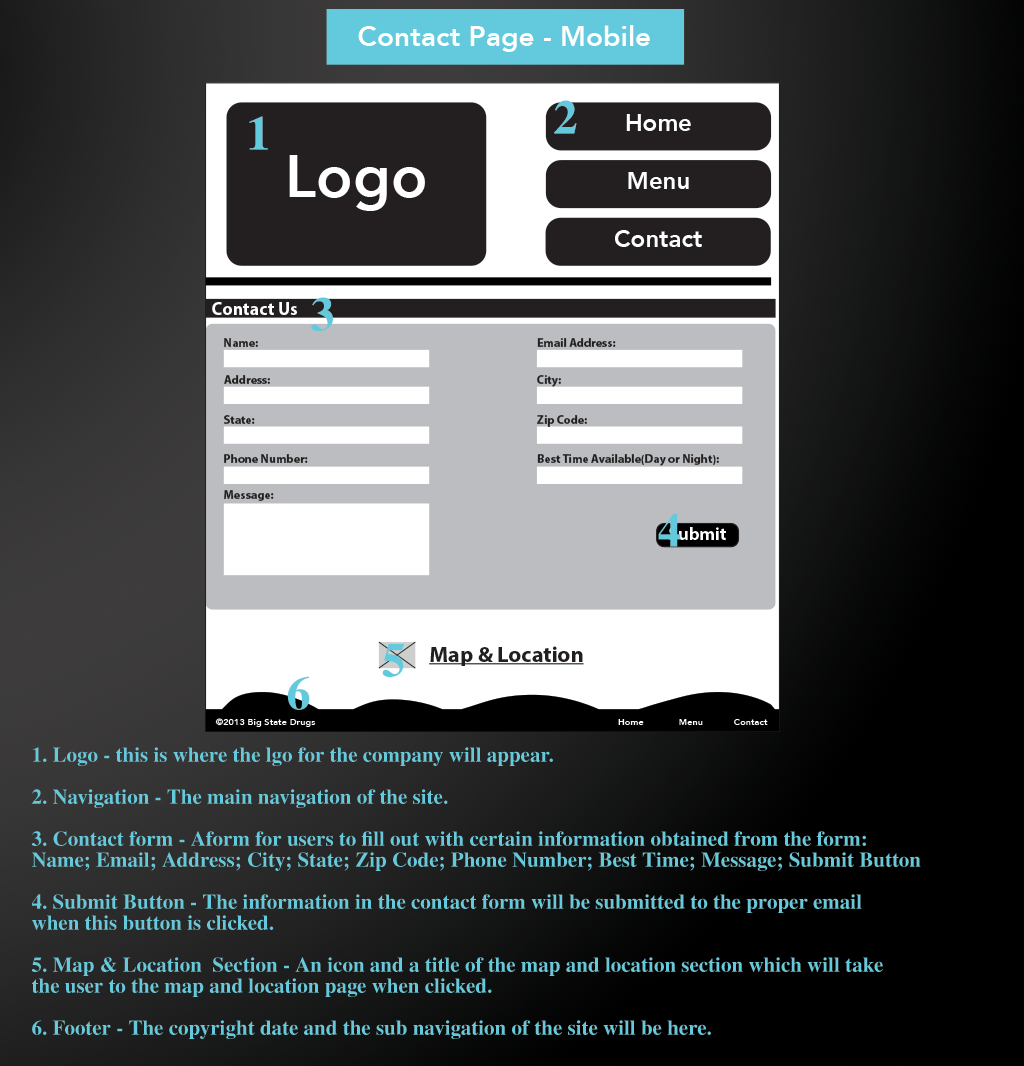 Contact Page - Mobile
1
Logo
2
Home
Menu
Contact
Contact Us 3
Name: Email Address:
Address: City:
State: Zip Code:
Phone Number: Best Time Available(Day or Night):
Message:
4 ubmit
5 Map & Location
6
©2013 Big State Drugs Home Menu Contact
1. Logo - this is where the lgo for the company will appear.
2. Navigation - The main navigation of the site.
3. Contact form - Aform for users to fill out with certain information obtained from the form:
Name; Email; Address; City; State; Zip Code; Phone Number; Best Time; Message; Submit Button
4. Submit Button - The information in the contact form will be submitted to the proper email
when this button is clicked.
5. Map & Location Section - An icon and a title of the map and location section which will take
the user to the map and location page when clicked.
6. Footer - The copyright date and the sub navigation of the site will be here.